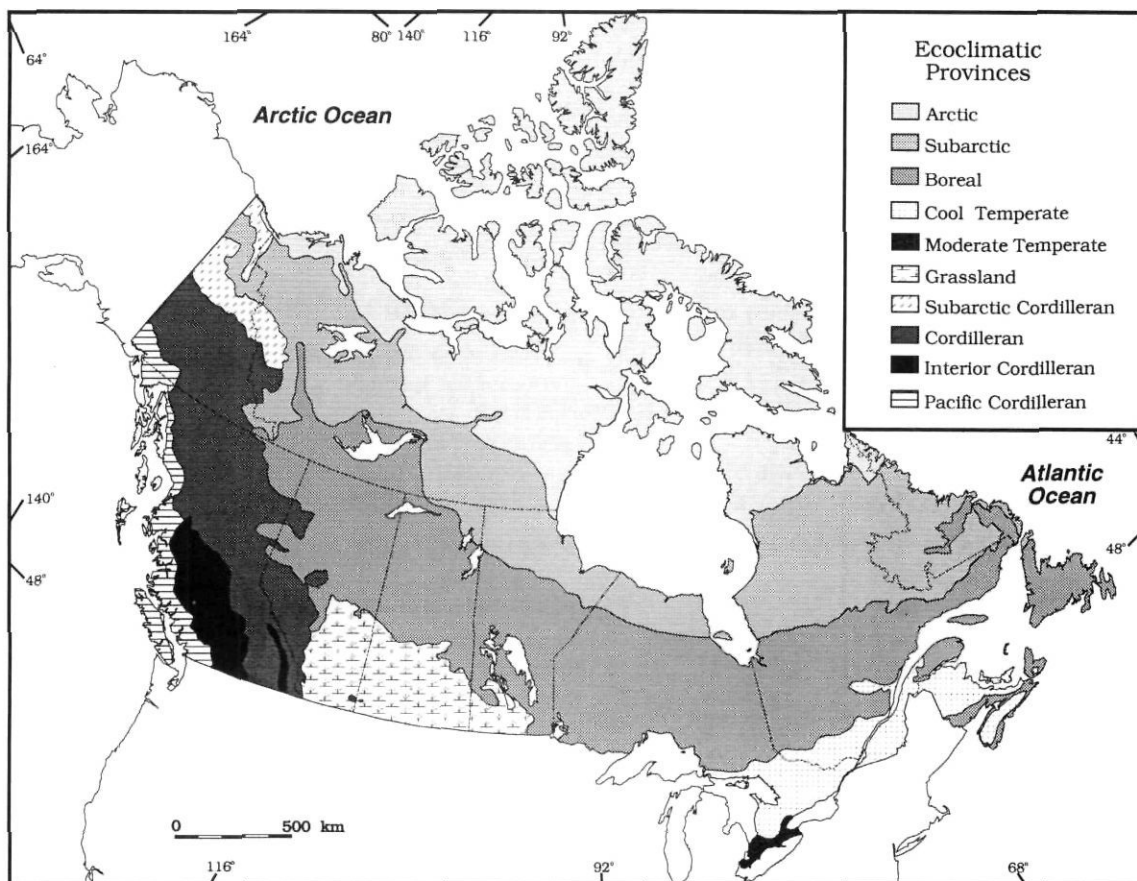 164°
80°
140°
116°
92°
64°
164°
Arctic Ocean
Ecoclimatic
Provinces
Arctic
Subarctic
Boreal
Cool Temperate
Moderate Temperate
Grassland
Subarctic Cordilleran
Cordilleran
Interior Cordilleran
Pacific Cordilleran
44°
Atlantic
Ocean
140°
48°
48°
0 500 km
116°
92°
68°